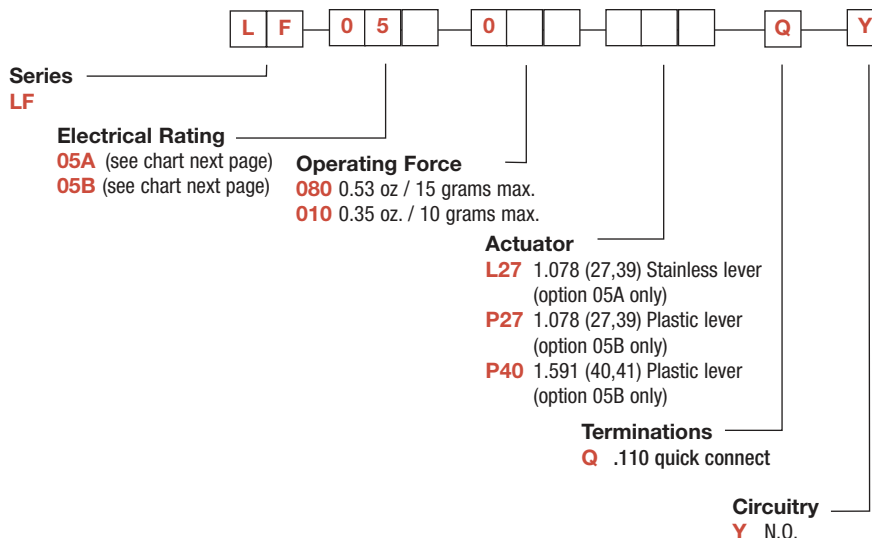 L F 0 5 0 Q Y
Series
LF
Electrical Rating
05A (see chart next page)
05B (see chart next page)
Operating Force
080 0.53 oz / 15 grams max.
010 0.35 oz. / 10 grams max.
Actuator
L27 1.078 (27,39) Stainless lever
(option 05A only)
P27 1.078 (27,39) Plastic lever
(option 05B only)
P40 1.591 (40,41) Plastic lever
(option 05B only)
Terminations
Q .110 quick connect
Circuitry
Y N.O.